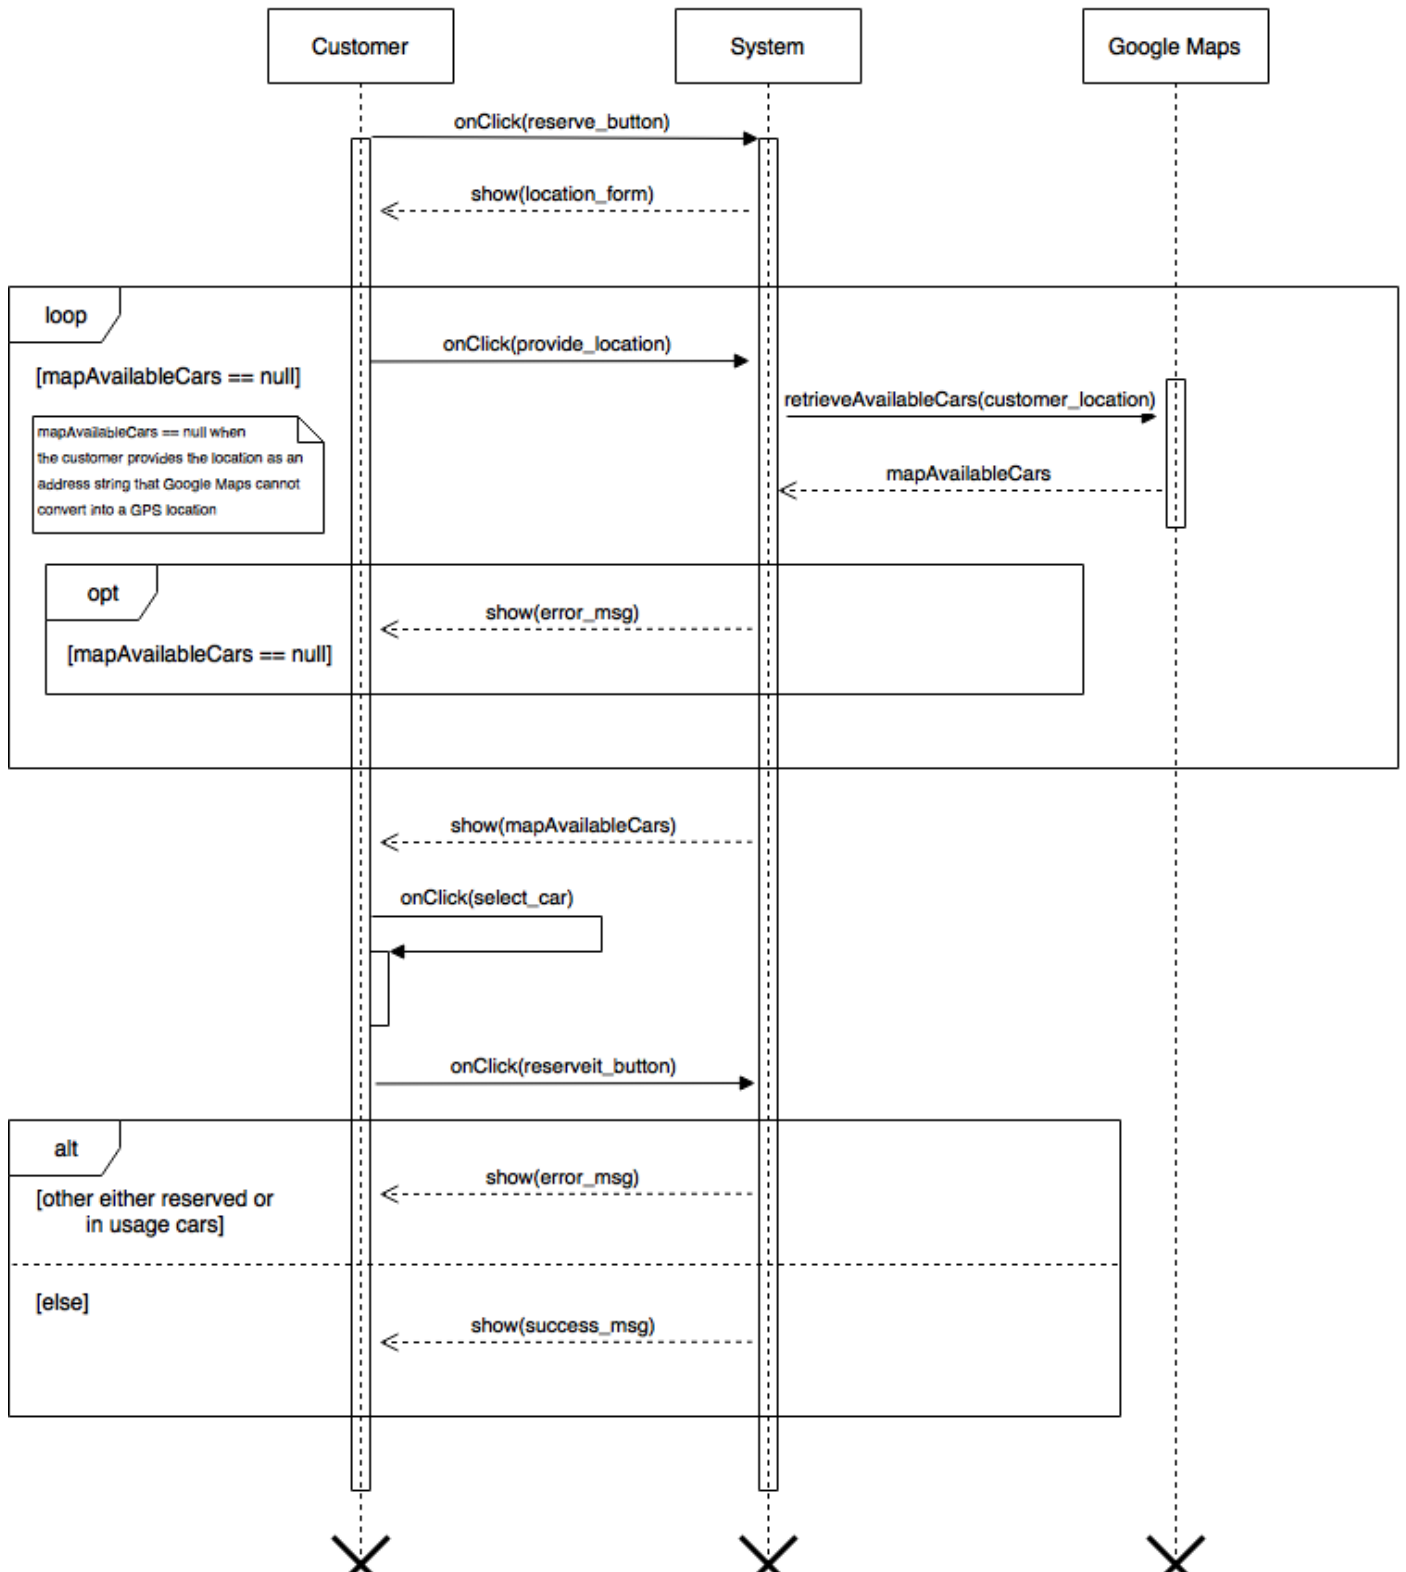 Customer
System
Google Maps
onClick(reserve_button)
show(location_form)
loop
onClick(provide_location)
[mapAvailableCars == null]
retrieveAvailableCars(customer_location)
mapAvailableCars == null when
the customer provides the location as an
address string that Google Maps cannot
convert into a GPS location
mapAvailableCars
opt
show(error_msg)
[mapAvailableCars == null]
show(mapAvailableCars)
onClick(select_car)
onClick(reserveit_button)
alt
show(error_msg)
[other either reserved or
in usage cars]
[else]
show(success_msg)